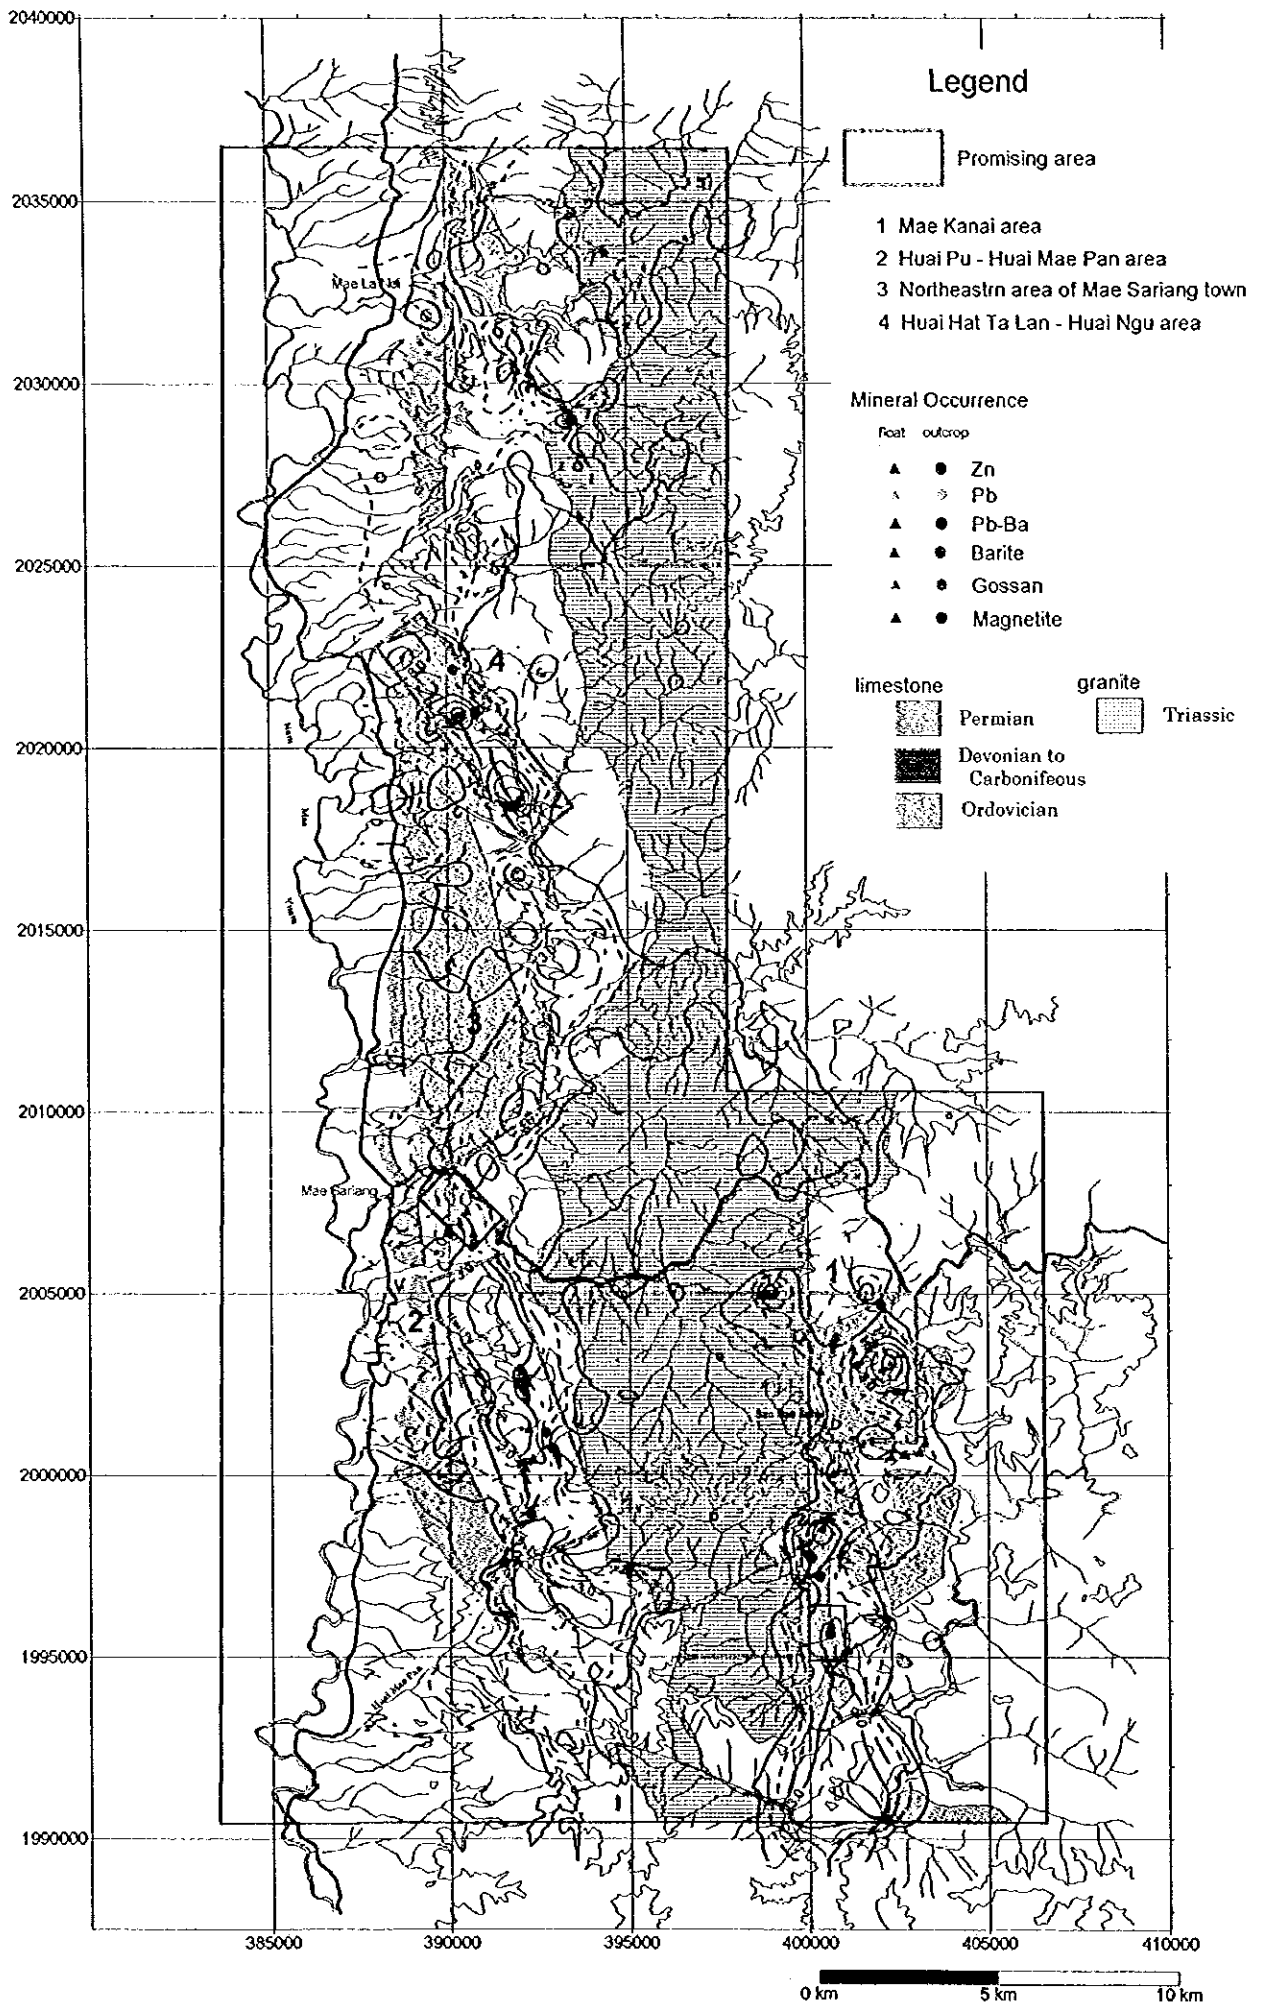 2040000
2035000
2030000
2025000
2020000
2015000
2010000
2005000
2000000
1995000
1990000
385000
390000
395000
400000
405000
410000
Legend
Promising area
1 Mae Kanai area
2 Huai Pu - Huai Mae Pan area
3 Northeastrn area of Mae Sariang town
4 Huai Hat Ta Lan - Huai Ngu area
Mineral Occurrence
float outcrop
Zn
Pb
Pb-Ba
Barite
Gossan
Magnetite
limestone
granite
Permian
Triassic
Devonian to
Carbonifeous
Ordovician
4
3
Mae Sariang
1
2
0 km
5 km
10 km